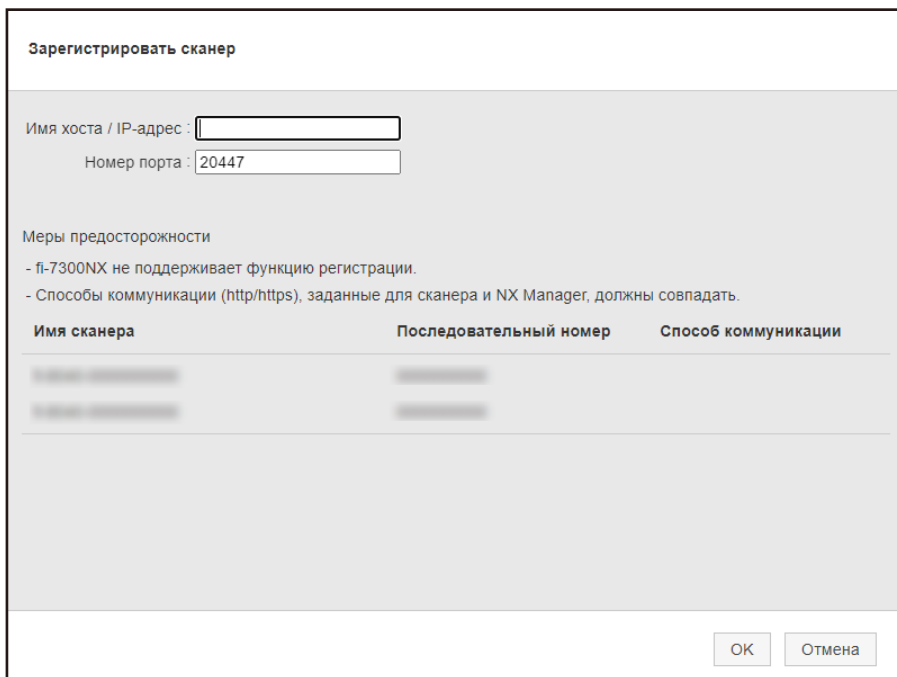 Зарегистрировать сканер
Имя хоста / IP-адрес :
Номер порта : 20447
Меры предосторожности
- fi-7300NX не поддерживает функцию регистрации.
- Способы коммуникации (http/https), заданные для сканера и NX Manager, должны совпадать.
Имя сканера Последовательный номер Способ коммуникации
OK Отмена